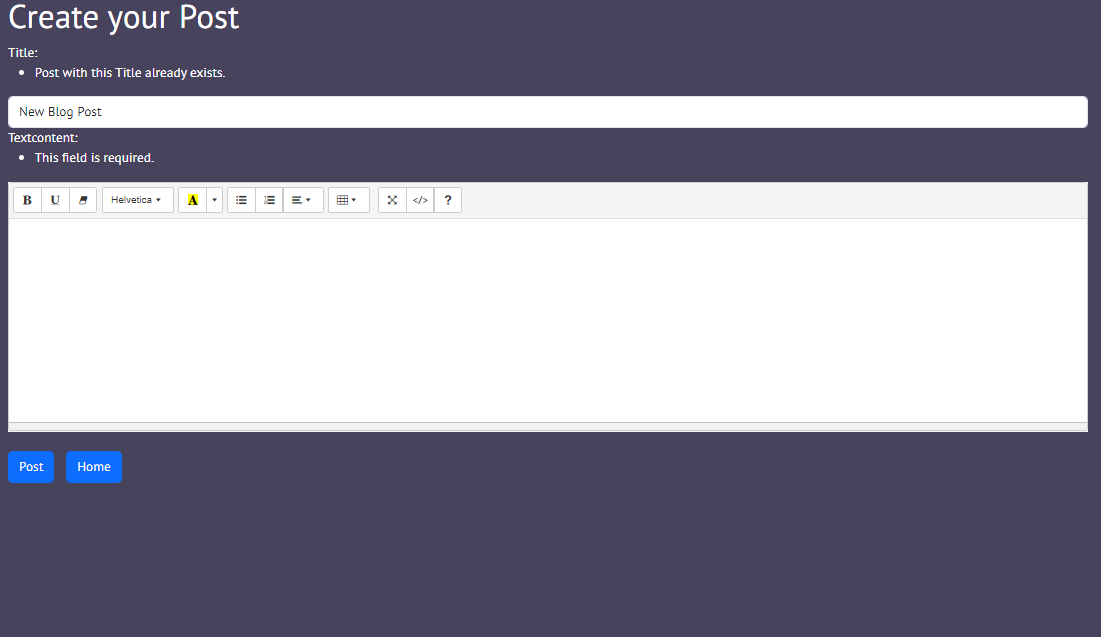 Create your Post
Title:
Post with this Title already exists.
New Blog Post
Textcontent:
This field is required.
B U Helvetica A </> ?
Post Home